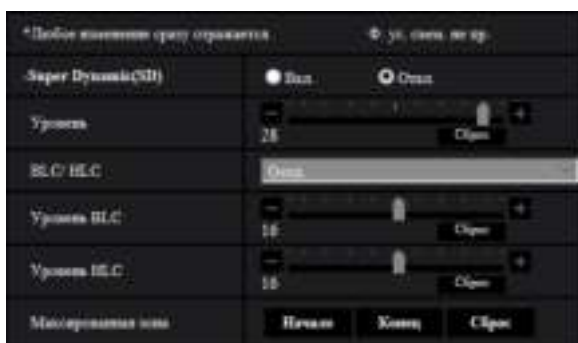 *Любое изменение сразу отражается
-Super Dynamic(SD) Вкл. Откл.
Уровень
28 Сброс
BLC/ HLC Откл.
Уровень BLC
16 Сброс
Уровень HLC
16 Сброс
Маскированная зона Начало Конец Сброс